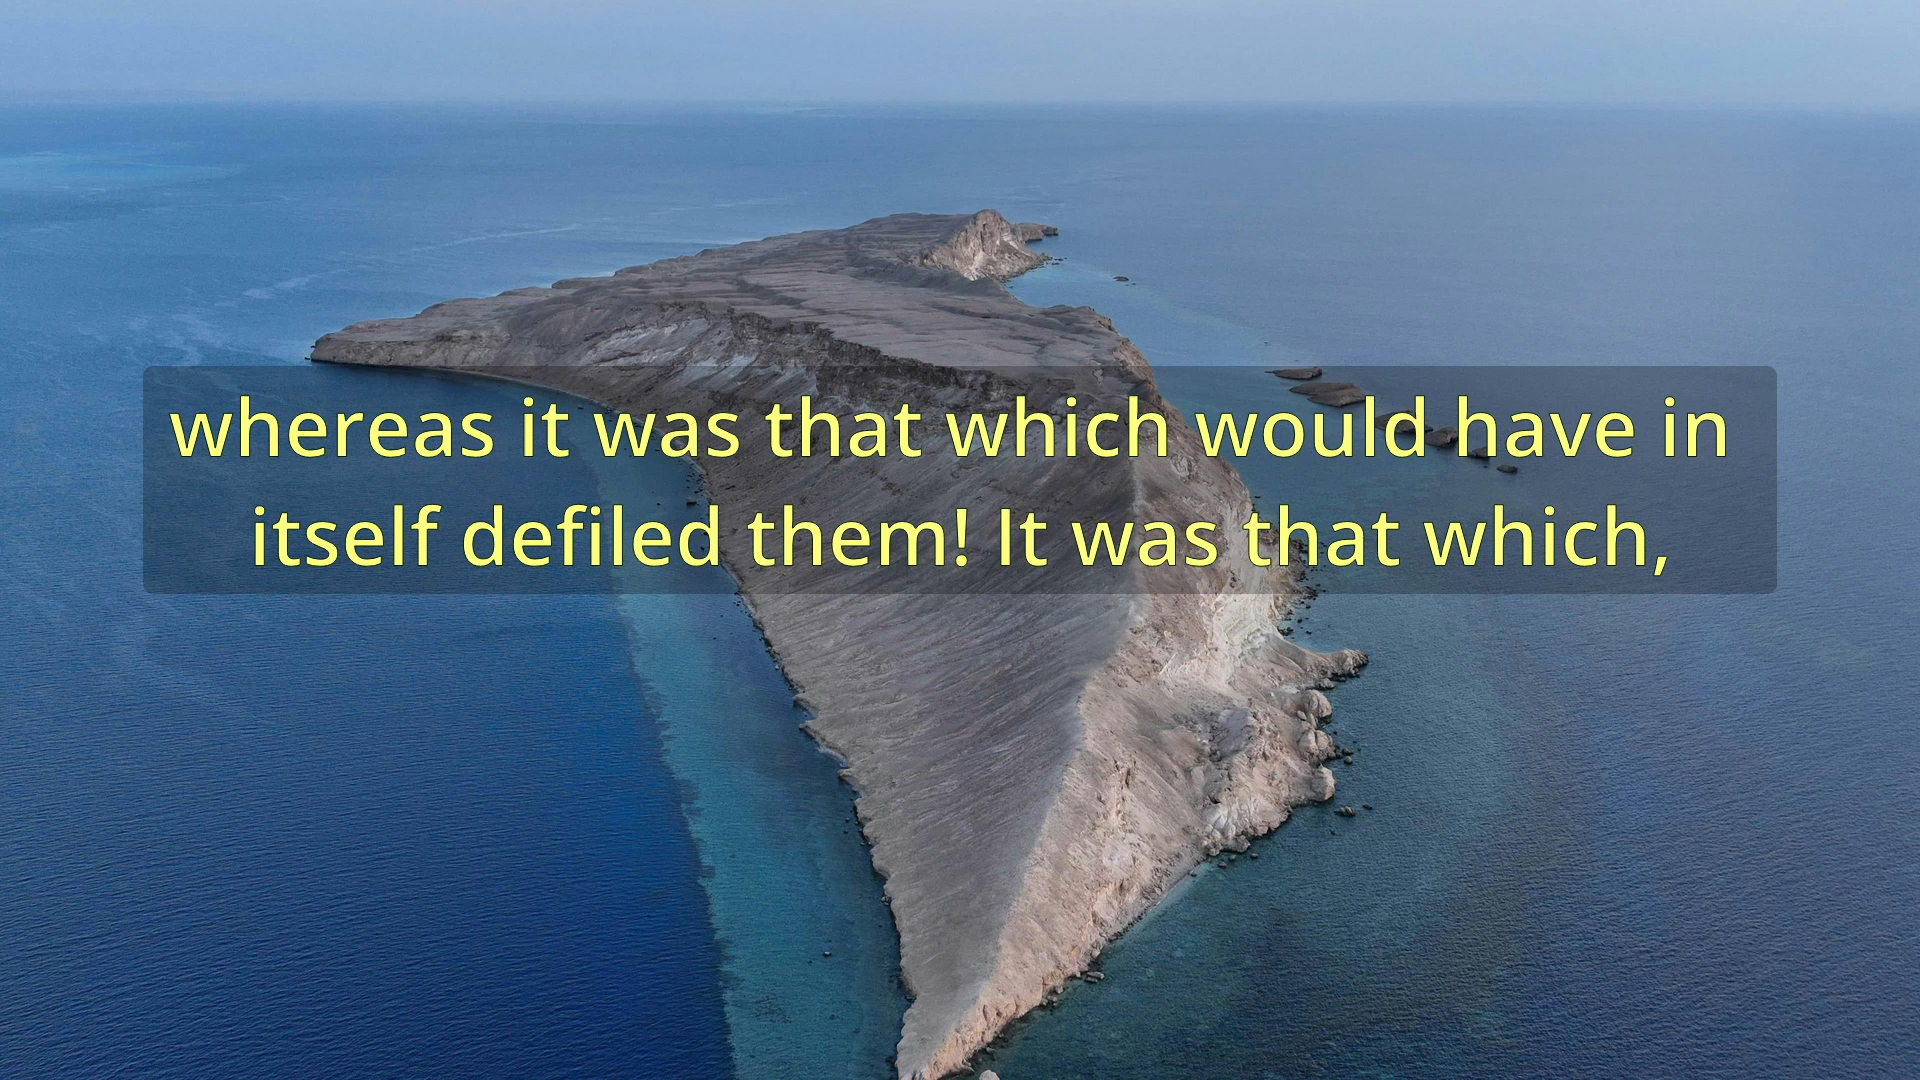 whereas it was that which would have in
itself defiled them! It was that which,